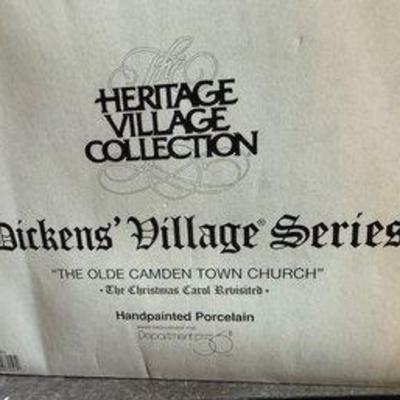 The
HERITAGE
VILLAGE
COLLECTION
Dickens' Village® Series
"THE OLDE CAMDEN TOWN CHURCH"
• The Christmas Carol Revisited •
Handpainted Porcelain
Department 56®